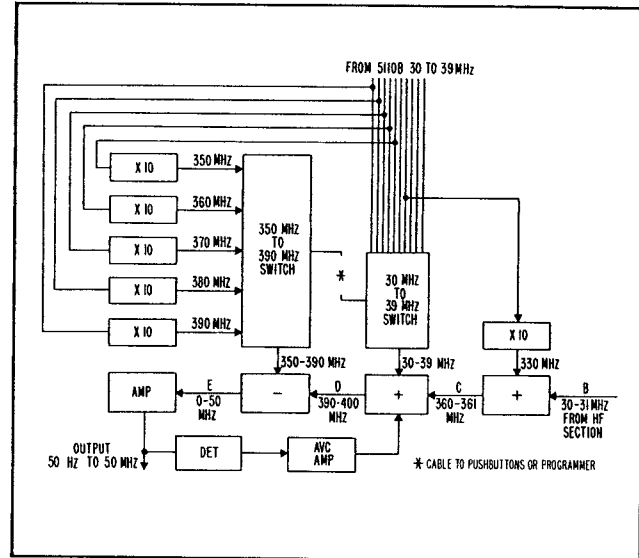 FROM 5110B 30 TO 39MHz
X 10
350 MHz
X 10
360 MHz
X 10
370 MHz
X 10
380 MHz
X 10
390 MHz
350 MHz
TO
390 MHz
SWITCH
*
30 MHz
TO
39 MHz
SWITCH
X 10
350-390 MHz
30-39 MHz
330 MHz
AMP
E
0-50
MHz
−
D
390-400
MHz
+
C
360-361
MHz
+
B
30-31MHz
FROM HF
SECTION
OUTPUT
50 Hz TO 50 MHz
DET
AVC
AMP
* CABLE TO PUSHBUTTONS OR PROGRAMMER